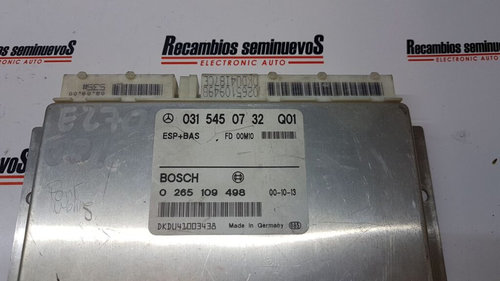 Recambios seminuevoS
ELECTRONIC AUTO
Recambios seminuevoS
ELECTRONIC AUTO
E270
031 545 07 32 Q01
ESP+BAS FD 00M10
BOSCH
0 265 109 498 00-10-13
DKDU41003438 Made in Germany